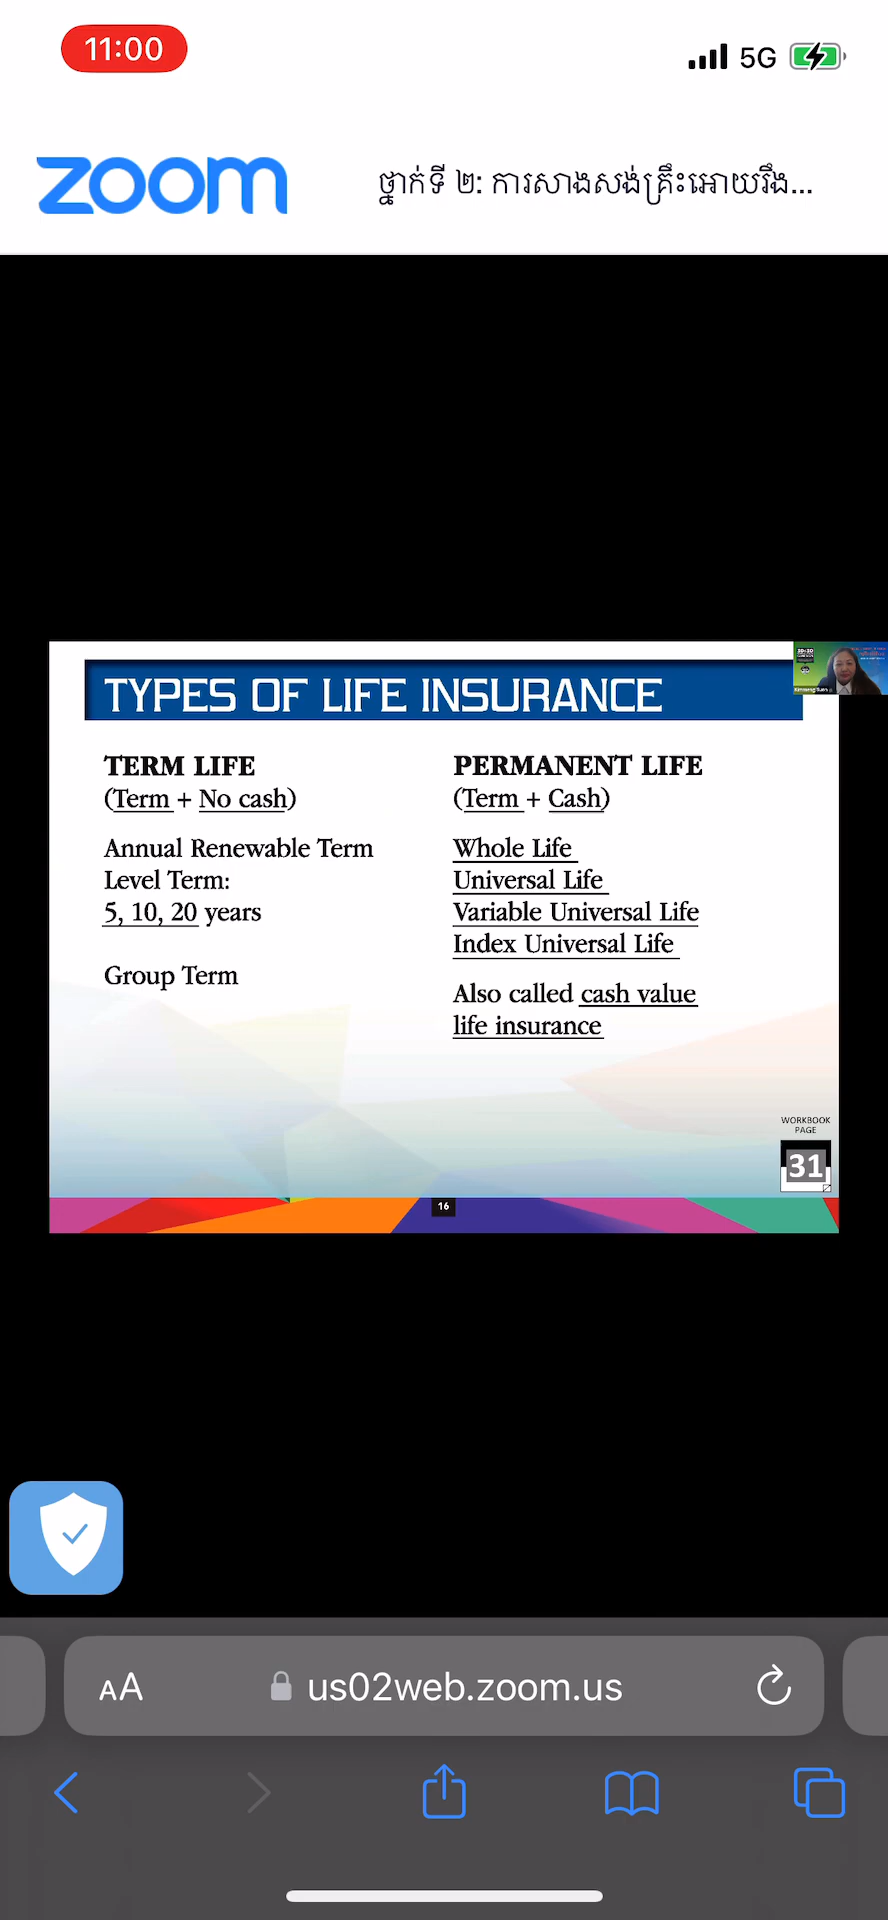 11:00
5G
zoom
ថ្នាក់ទី ២: ការសាងសង់គ្រឹះអោយរឹង...
TYPES OF LIFE INSURANCE
TERM LIFE
(Term + No cash)
Annual Renewable Term
Level Term:
5, 10, 20 years
Group Term
PERMANENT LIFE
(Term + Cash)
Whole Life
Universal Life
Variable Universal Life
Index Universal Life
Also called cash value
life insurance
WORKBOOK
PAGE
31
16
AA
us02web.zoom.us